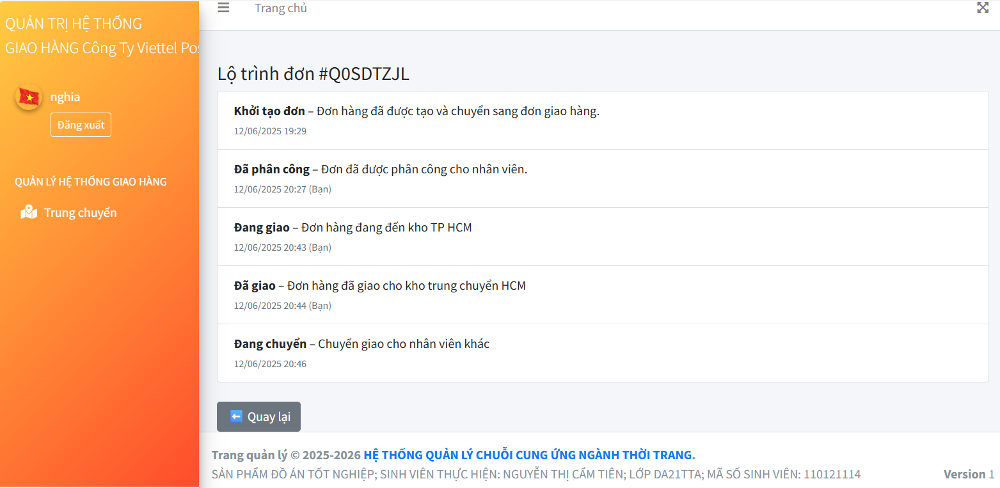 QUẢN TRỊ HỆ THỐNG
GIAO HÀNG Công Ty Viettel Pos
nghia
Đăng xuất
QUẢN LÝ HỆ THỐNG GIAO HÀNG
Trung chuyển
Trang chủ
Lộ trình đơn #Q0SDTZJL
Khởi tạo đơn – Đơn hàng đã được tạo và chuyển sang đơn giao hàng.
12/06/2025 19:29
Đã phân công – Đơn đã được phân công cho nhân viên.
12/06/2025 20:27 (Bạn)
Đang giao – Đơn hàng đang đến kho TP HCM
12/06/2025 20:43 (Bạn)
Đã giao – Đơn hàng đã giao cho kho trung chuyển HCM
12/06/2025 20:44 (Bạn)
Đang chuyển – Chuyển giao cho nhân viên khác
12/06/2025 20:46
Quay lại
Trang quản lý © 2025-2026 HỆ THỐNG QUẢN LÝ CHUỖI CUNG ỨNG NGÀNH THỜI TRANG.
SẢN PHẨM ĐỒ ÁN TỐT NGHIỆP; SINH VIÊN THỰC HIỆN: NGUYỄN THỊ CẨM TIÊN; LỚP DA21TTA; MÃ SỐ SINH VIÊN: 110121114
Version 1